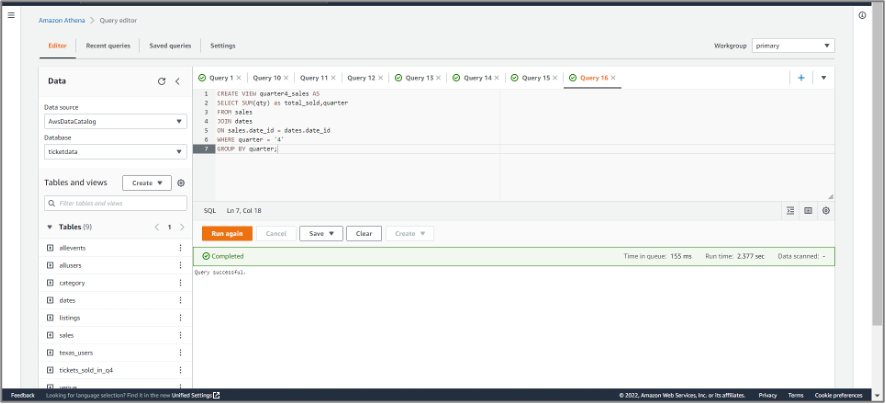 Amazon Athena > Query editor
Editor Recent queries Saved queries Settings
Workgroup primary
Data
Query 1 Query 10 Query 11 Query 12 Query 13 Query 14 Query 15 Query 16
Data source
AwsDataCatalog
Database
ticketdata
1 CREATE VIEW quarter4_sales AS
2 SELECT SUM(qty) as total_sold,quarter
3 FROM sales
4 JOIN dates
5 ON sales.date_id = dates.date_id
6 WHERE quarter = '4'
7 GROUP BY quarter;
Tables and views Create
Filter tables and views
SQL Ln 7, Col 18
Tables (9) < 1 >
Run again Cancel Save Clear Create
Completed Time in queue: 155 ms Run time: 2.377 sec Data scanned: -
Query successful.
allevents
allusers
category
dates
listings
sales
texas_users
tickets_sold_in_q4
Feedback Looking for language selection? Find it in the new Unified Settings © 2022, Amazon Web Services, Inc. or its affiliates. Privacy Terms Cookie preferences